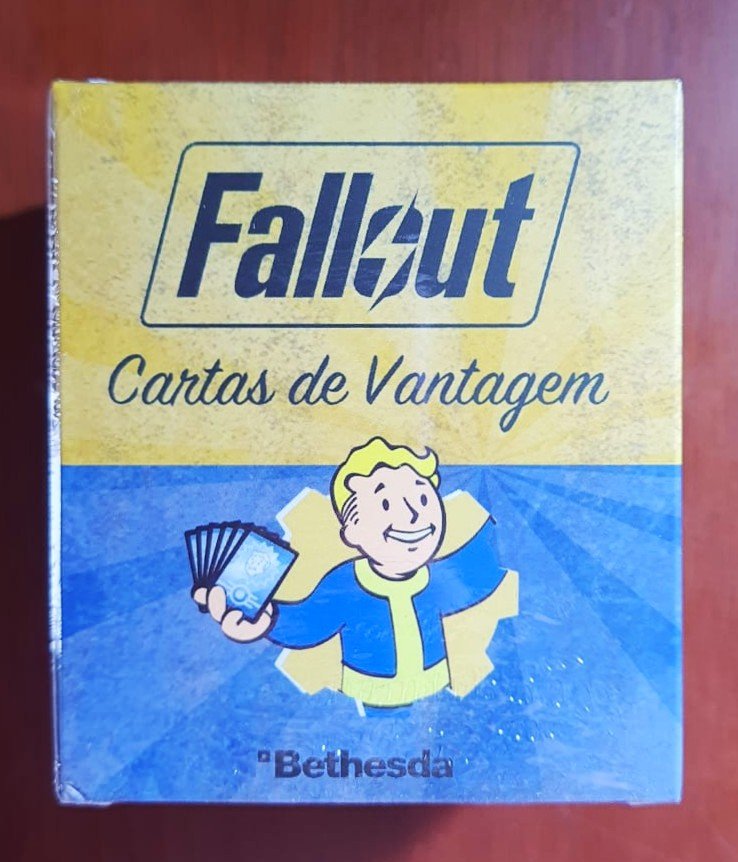 Fallout
Cartas de Vantagem
Bethesda